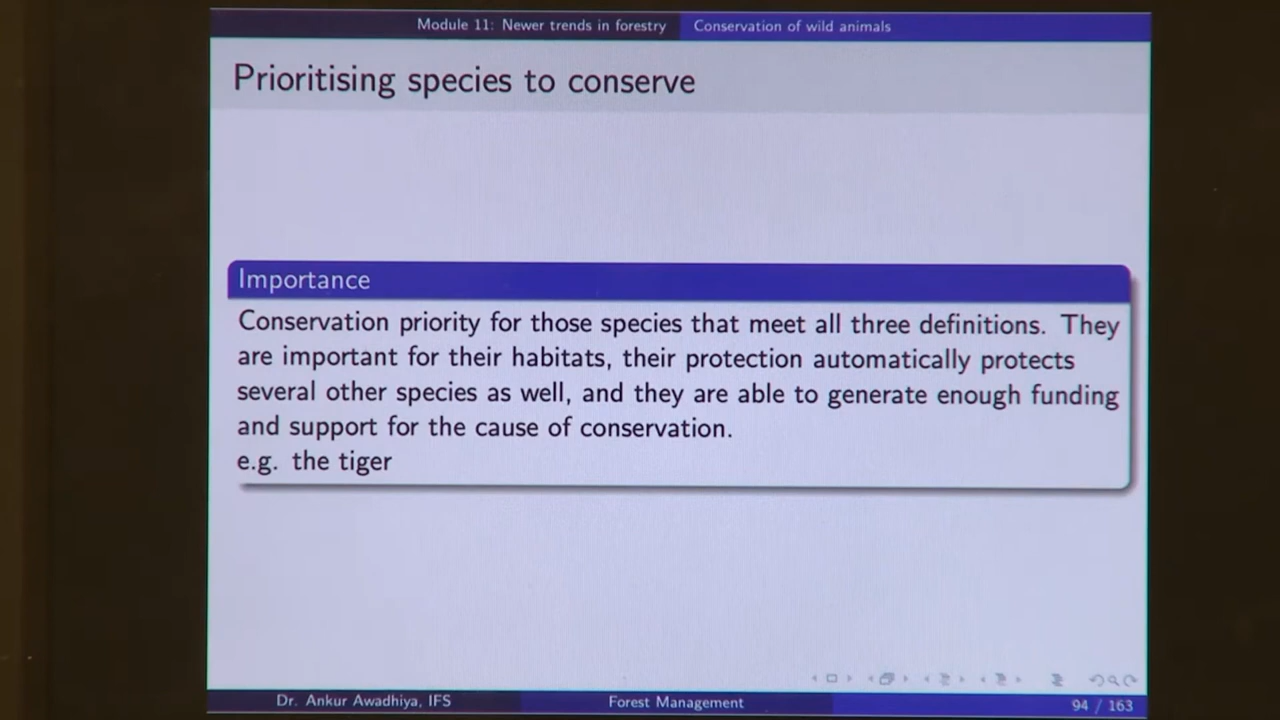 Module 11: Newer trends in forestry Conservation of wild animals
Prioritising species to conserve
Importance
Conservation priority for those species that meet all three definitions. They
are important for their habitats, their protection automatically protects
several other species as well, and they are able to generate enough funding
and support for the cause of conservation.
e.g. the tiger
Dr. Ankur Awadhiya, IFS Forest Management 94 / 163